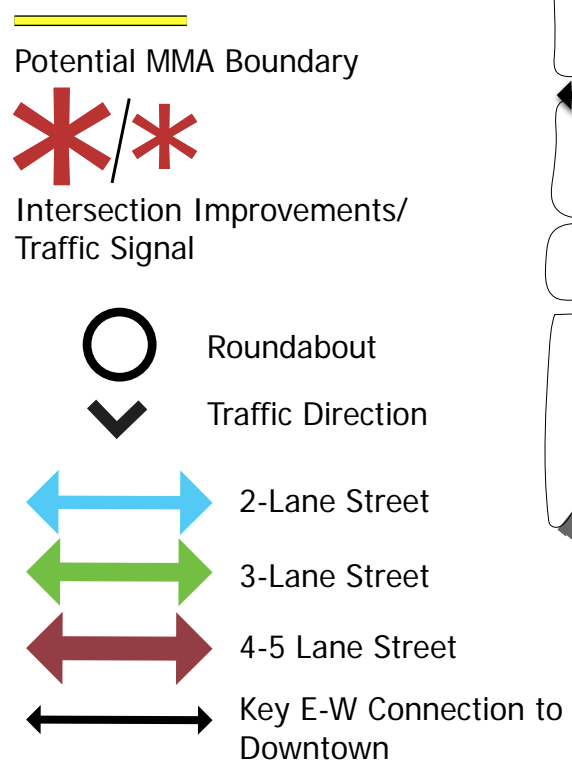 Potential MMA Boundary
Intersection Improvements/
Traffic Signal
Roundabout
Traffic Direction
2-Lane Street
3-Lane Street
4-5 Lane Street
Key E-W Connection to
Downtown